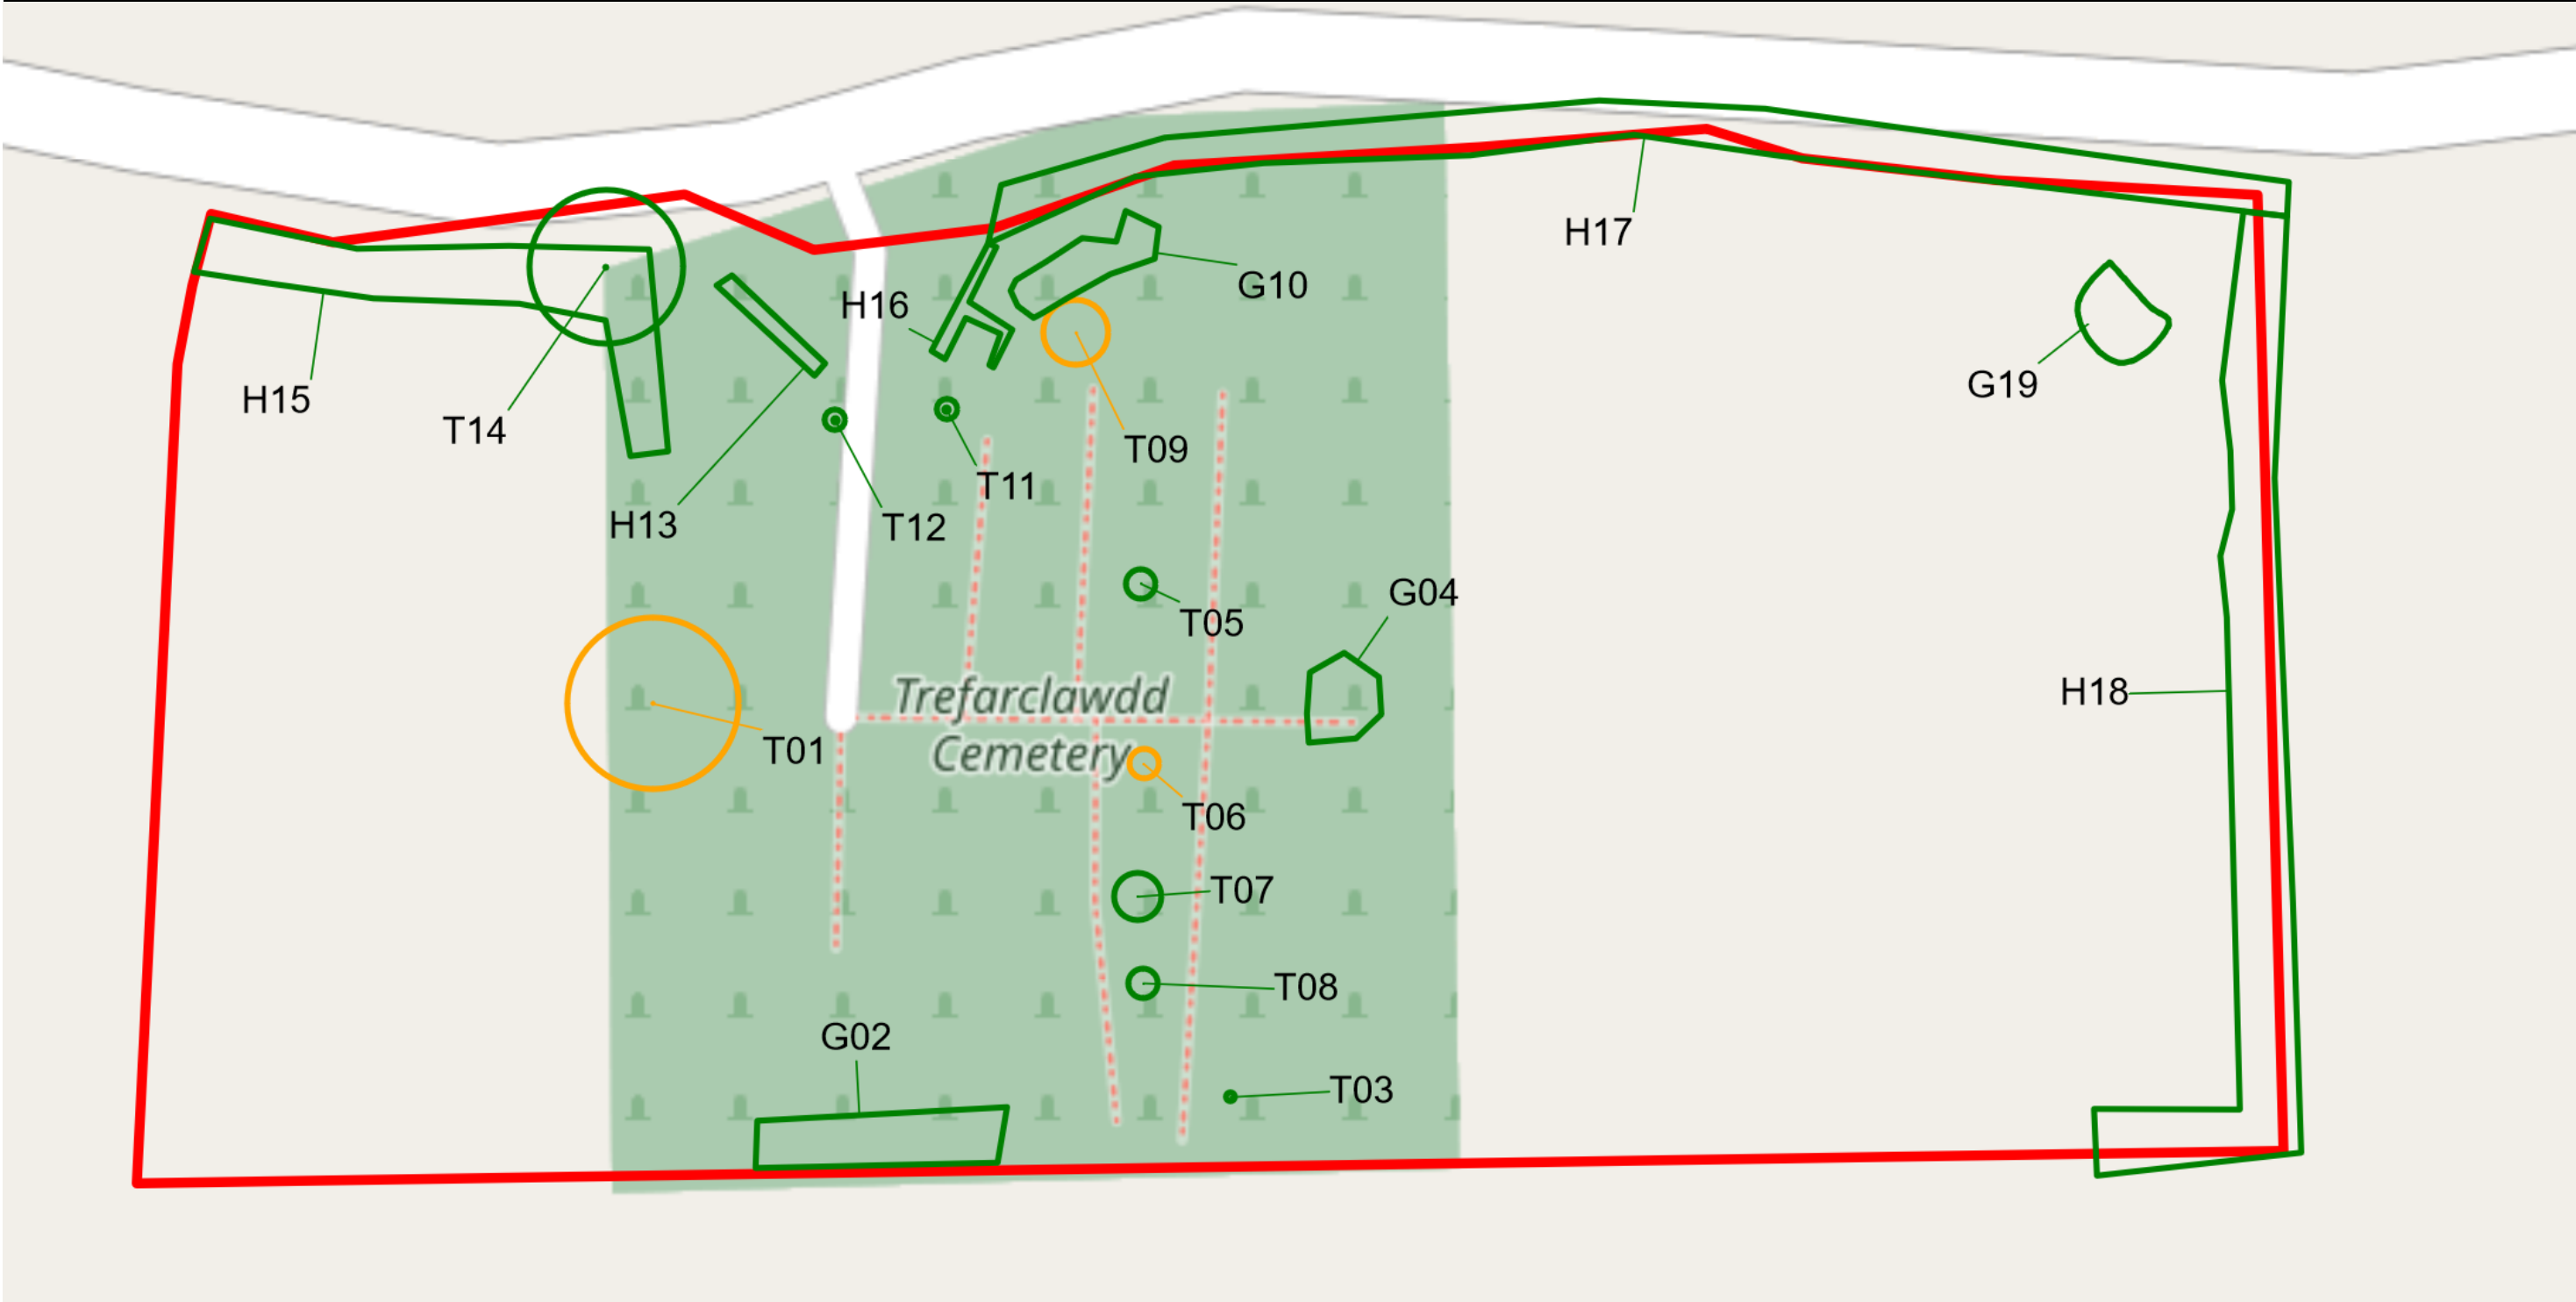 H17
G10
H16
G19
H15
T14
T09
T11
H13
T12
G04
T05
H18
Trefarclawdd
Cemetery
T01
T06
T07
T08
G02
T03